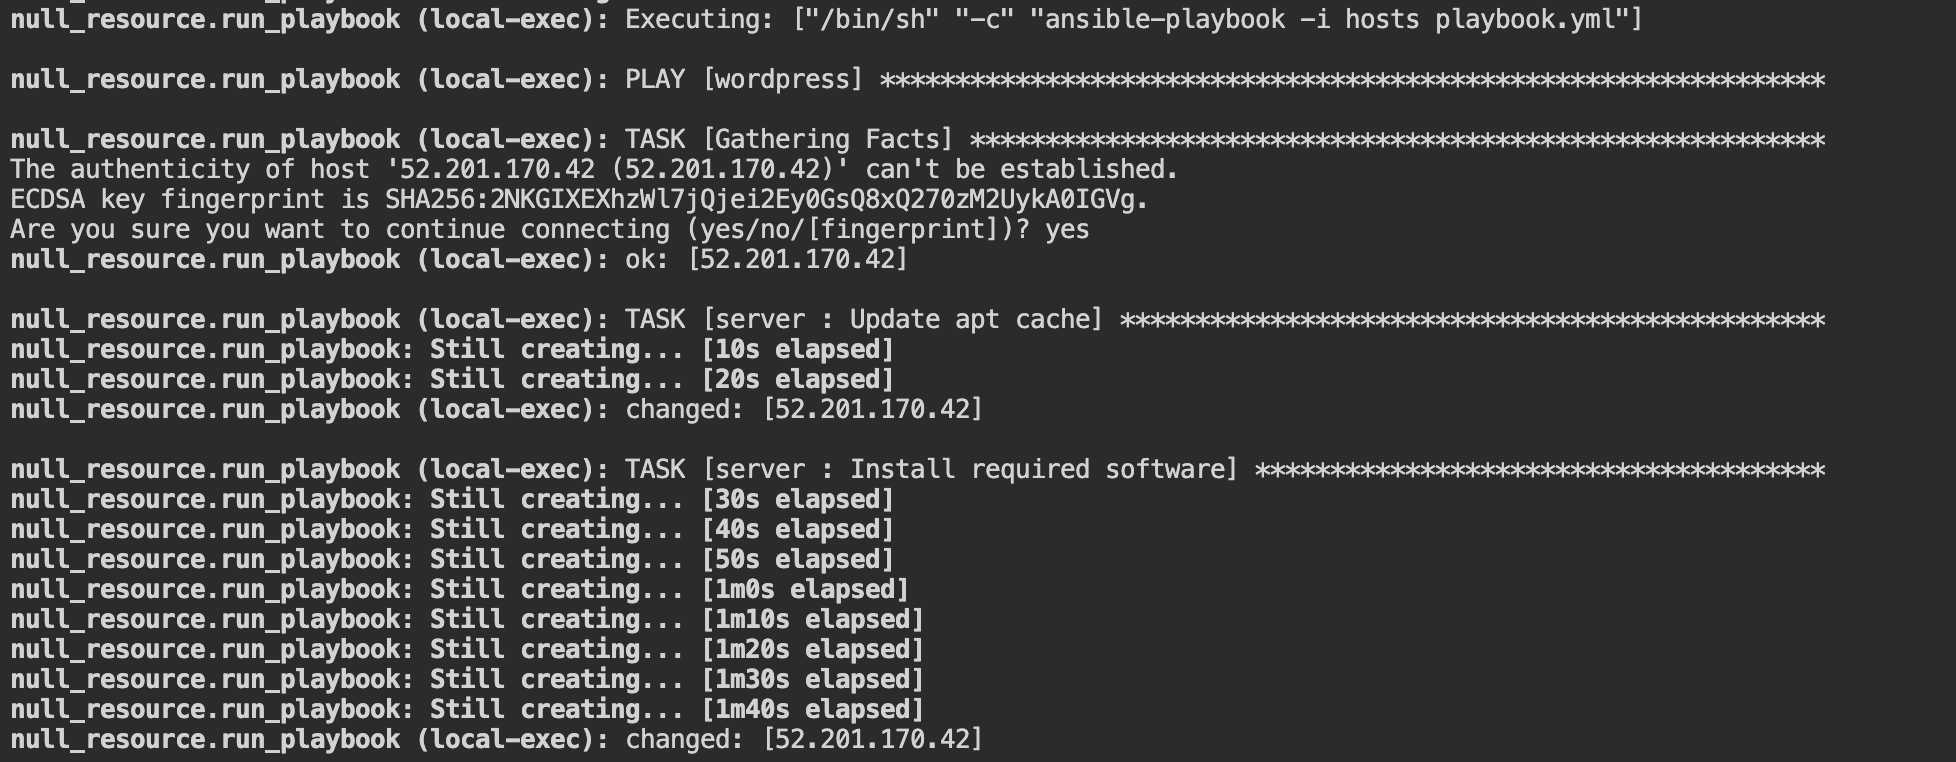 null_resource.run_playbook (local-exec): Executing: ["/bin/sh" "-c" "ansible-playbook -i hosts playbook.yml"]
null_resource.run_playbook (local-exec): PLAY [wordpress] ***************************************************************
null_resource.run_playbook (local-exec): TASK [Gathering Facts] *********************************************************
The authenticity of host '52.201.170.42 (52.201.170.42)' can't be established.
ECDSA key fingerprint is SHA256:2NKGIXEXhzWl7jQjei2Ey0GsQ8xQ270zM2UykA0IGVg.
Are you sure you want to continue connecting (yes/no/[fingerprint])? yes
null_resource.run_playbook (local-exec): ok: [52.201.170.42]
null_resource.run_playbook (local-exec): TASK [server : Update apt cache] ***********************************************
null_resource.run_playbook: Still creating... [10s elapsed]
null_resource.run_playbook: Still creating... [20s elapsed]
null_resource.run_playbook (local-exec): changed: [52.201.170.42]
null_resource.run_playbook (local-exec): TASK [server : Install required software] **************************************
null_resource.run_playbook: Still creating... [30s elapsed]
null_resource.run_playbook: Still creating... [40s elapsed]
null_resource.run_playbook: Still creating... [50s elapsed]
null_resource.run_playbook: Still creating... [1m0s elapsed]
null_resource.run_playbook: Still creating... [1m10s elapsed]
null_resource.run_playbook: Still creating... [1m20s elapsed]
null_resource.run_playbook: Still creating... [1m30s elapsed]
null_resource.run_playbook: Still creating... [1m40s elapsed]
null_resource.run_playbook (local-exec): changed: [52.201.170.42]